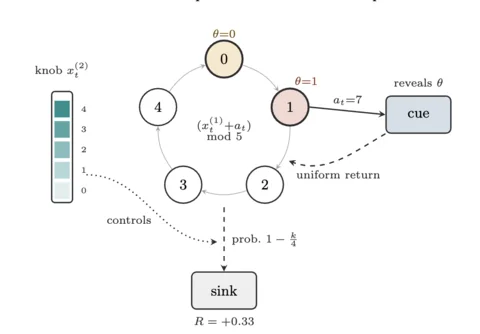 θ=0
0
knob x_t^{(2)}
θ=1
reveals θ
4
3
2
1
0
4
1
a_t=7
cue
(x_t^{(1)}+a_t)
mod 5
uniform return
3
2
controls
prob. 1 − k/4
sink
R = +0.33